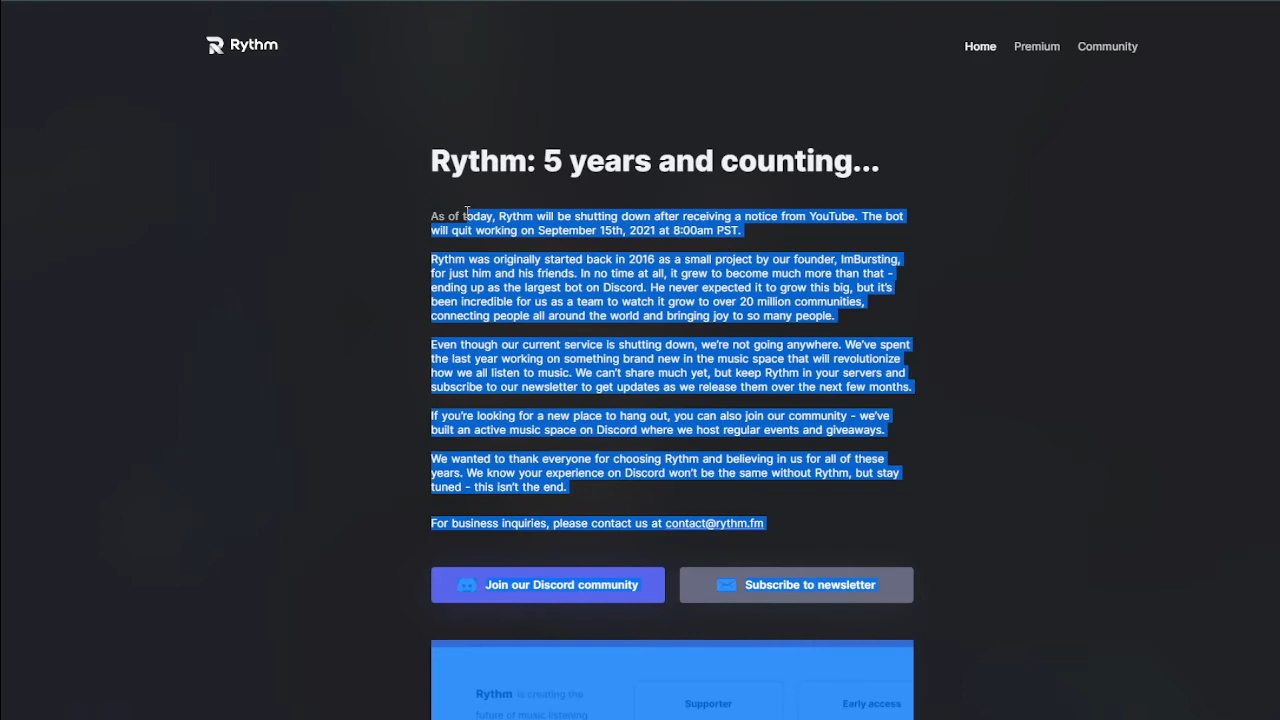 Rythm
Home Premium Community
Rythm: 5 years and counting...
As of today, Rythm will be shutting down after receiving a notice from YouTube. The bot
will quit working on September 15th, 2021 at 8:00am PST.
Rythm was originally started back in 2016 as a small project by our founder, ImBursting,
for just him and his friends. In no time at all, it grew to become much more than that -
ending up as the largest bot on Discord. He never expected it to grow this big, but it's
been incredible for us as a team to watch it grow to over 20 million communities,
connecting people all around the world and bringing joy to so many people.
Even though our current service is shutting down, we're not going anywhere. We've spent
the last year working on something brand new in the music space that will revolutionize
how we all listen to music. We can't share much yet, but keep Rythm in your servers and
subscribe to our newsletter to get updates as we release them over the next few months.
If you're looking for a new place to hang out, you can also join our community - we've
built an active music space on Discord where we host regular events and giveaways.
We wanted to thank everyone for choosing Rythm and believing in us for all of these
years. We know your experience on Discord won't be the same without Rythm, but stay
tuned - this isn't the end.
For business inquiries, please contact us at contact@rythm.fm
Join our Discord community
Subscribe to newsletter
Rythm is creating the
future of music listening
Supporter
Early access